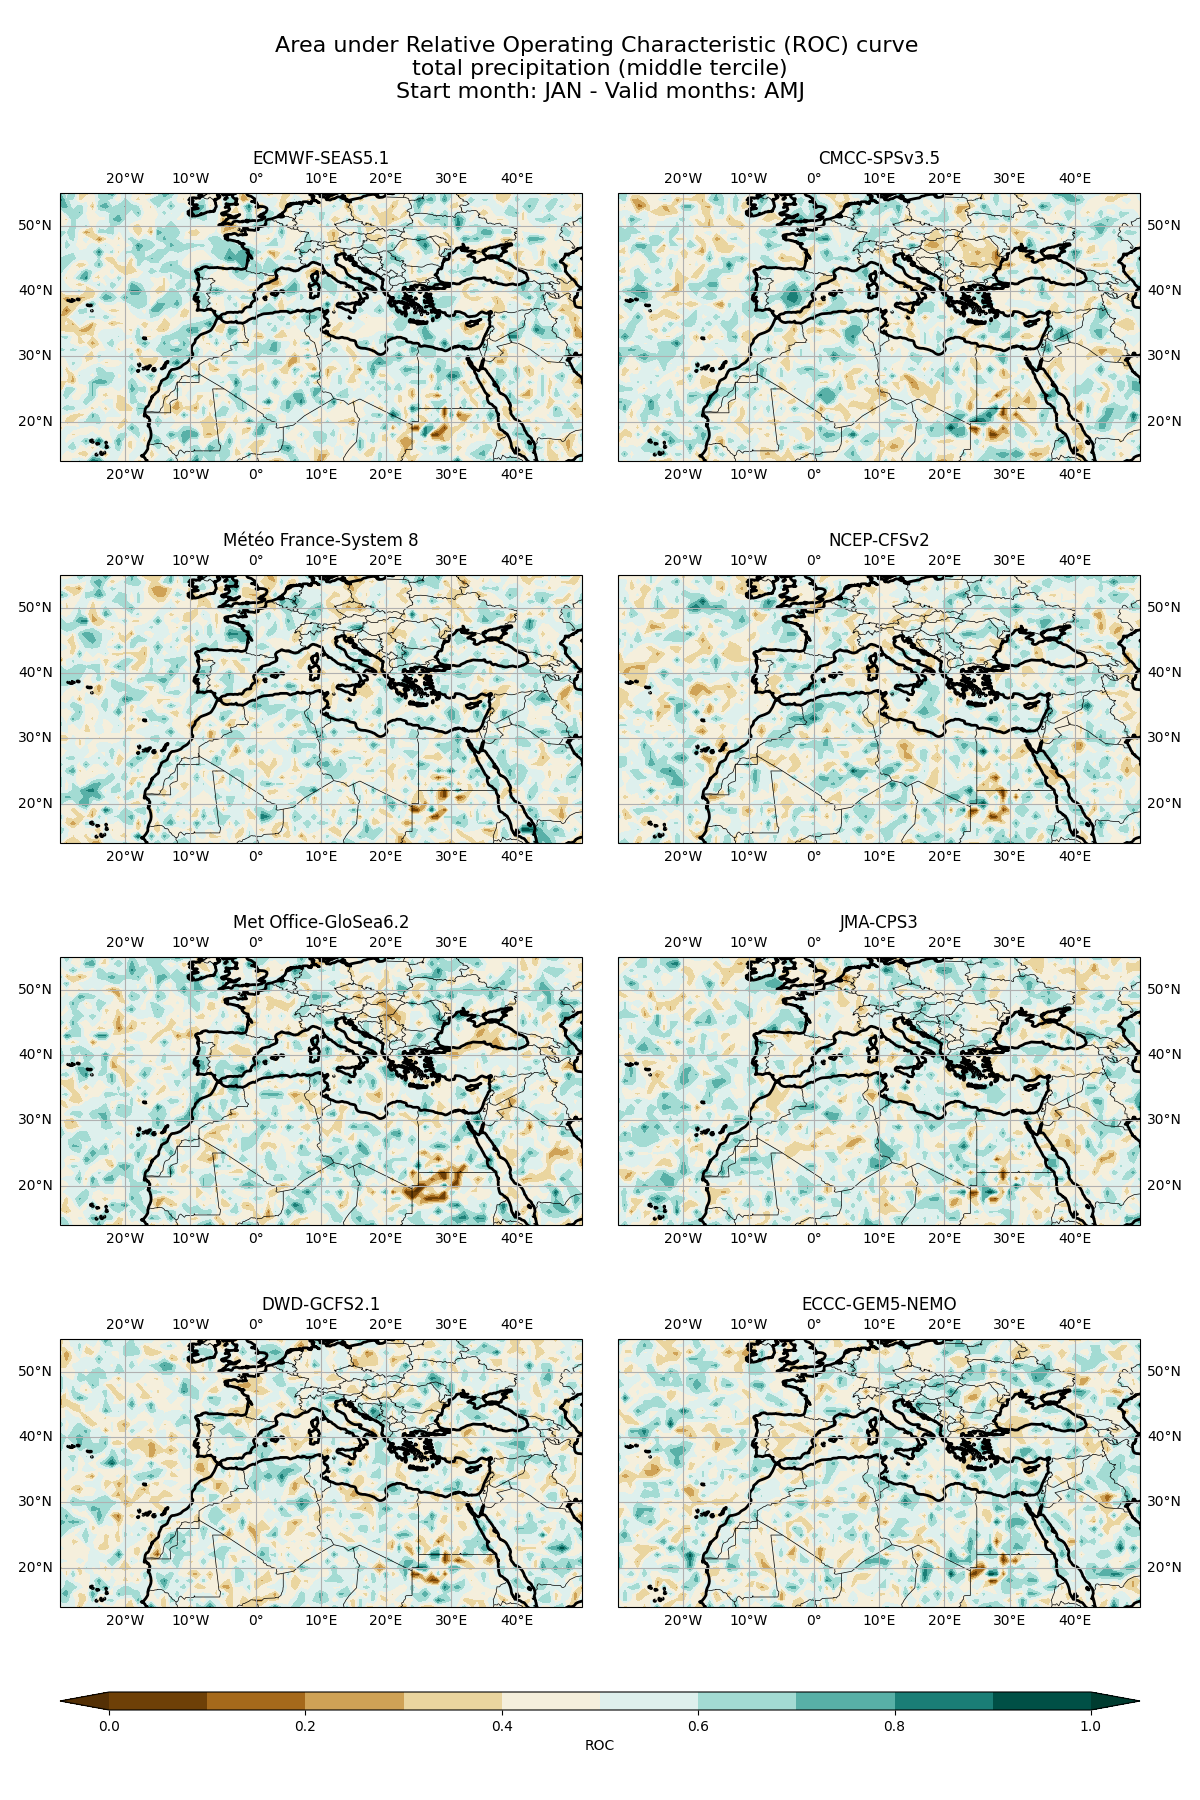 Area under Relative Operating Characteristic (ROC) curve
total precipitation (middle tercile)
Start month: JAN - Valid months: AMJ
ECMWF-SEAS5.1
20°W 10°W 0° 10°E 20°E 30°E 40°E
50°N
40°N
30°N
20°N
20°W 10°W 0° 10°E 20°E 30°E 40°E
CMCC-SPSv3.5
20°W 10°W 0° 10°E 20°E 30°E 40°E
50°N
40°N
30°N
20°N
20°W 10°W 0° 10°E 20°E 30°E 40°E
Météo France-System 8
20°W 10°W 0° 10°E 20°E 30°E 40°E
50°N
40°N
30°N
20°N
20°W 10°W 0° 10°E 20°E 30°E 40°E
NCEP-CFSv2
20°W 10°W 0° 10°E 20°E 30°E 40°E
50°N
40°N
30°N
20°N
20°W 10°W 0° 10°E 20°E 30°E 40°E
Met Office-GloSea6.2
20°W 10°W 0° 10°E 20°E 30°E 40°E
50°N
40°N
30°N
20°N
20°W 10°W 0° 10°E 20°E 30°E 40°E
JMA-CPS3
20°W 10°W 0° 10°E 20°E 30°E 40°E
50°N
40°N
30°N
20°N
20°W 10°W 0° 10°E 20°E 30°E 40°E
DWD-GCFS2.1
20°W 10°W 0° 10°E 20°E 30°E 40°E
50°N
40°N
30°N
20°N
20°W 10°W 0° 10°E 20°E 30°E 40°E
ECCC-GEM5-NEMO
20°W 10°W 0° 10°E 20°E 30°E 40°E
50°N
40°N
30°N
20°N
20°W 10°W 0° 10°E 20°E 30°E 40°E
0.0 0.2 0.4 0.6 0.8 1.0
ROC